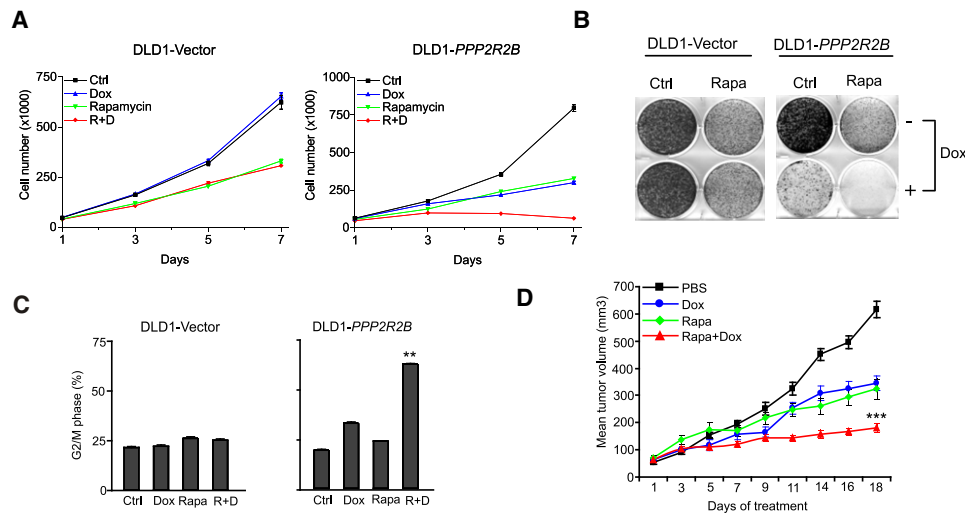 A
DLD1-Vector
Ctrl
Dox
Rapamycin
R+D
Cell number (x1000)
750
500
250
0
1 3 5 7
Days
DLD1-PPP2R2B
Ctrl
Dox
Rapamycin
R+D
Cell number (x1000)
1000
750
500
250
0
1 3 5 7
Days
B
DLD1-Vector DLD1-PPP2R2B
Ctrl Rapa Ctrl Rapa
-
Dox
+
C
DLD1-Vector
G2/M phase (%)
75
50
25
0
Ctrl Dox Rapa R+D
DLD1-PPP2R2B
**
Ctrl Dox Rapa R+D
D
PBS
Dox
Rapa
Rapa+Dox
Mean tumor volume (mm3)
700
600
500
400
300
200
100
0
***
1 3 5 7 9 11 14 16 18
Days of treatment